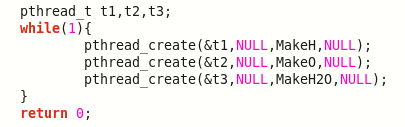 pthread_t t1,t2,t3;
while(1){
pthread_create(&t1,NULL,MakeH,NULL);
pthread_create(&t2,NULL,MakeO,NULL);
pthread_create(&t3,NULL,MakeH2O,NULL);
}
return 0;